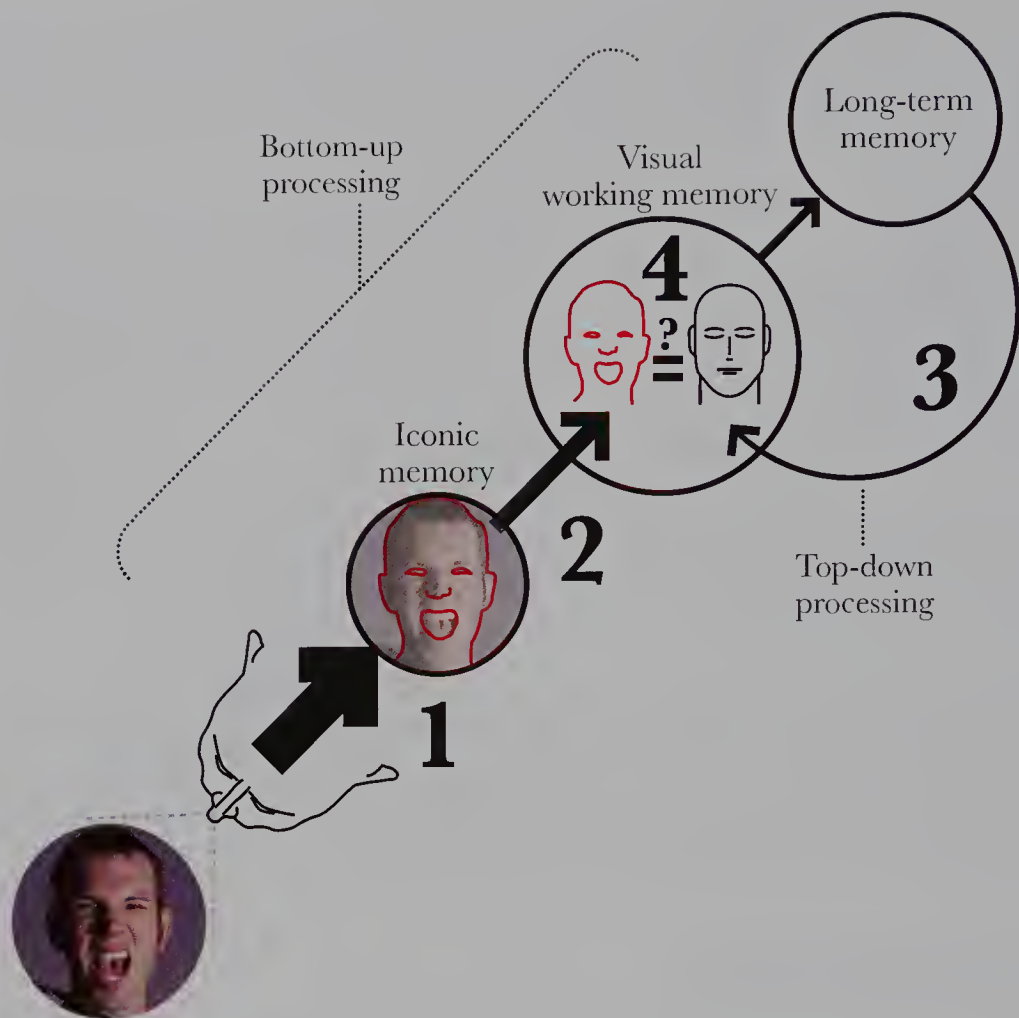 Bottom-up
processing
Long-term
memory
Visual
working memory
4
?
=
3
Iconic
memory
2
Top-down
processing
1